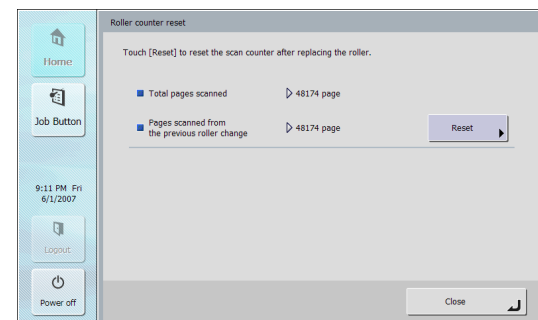 Roller counter reset
Home
Touch [Reset] to reset the scan counter after replacing the roller.
Total pages scanned
48174 page
Job Button
Pages scanned from
the previous roller change
48174 page
Reset
9:11 PM Fri
6/1/2007
Logout
Power off
Close